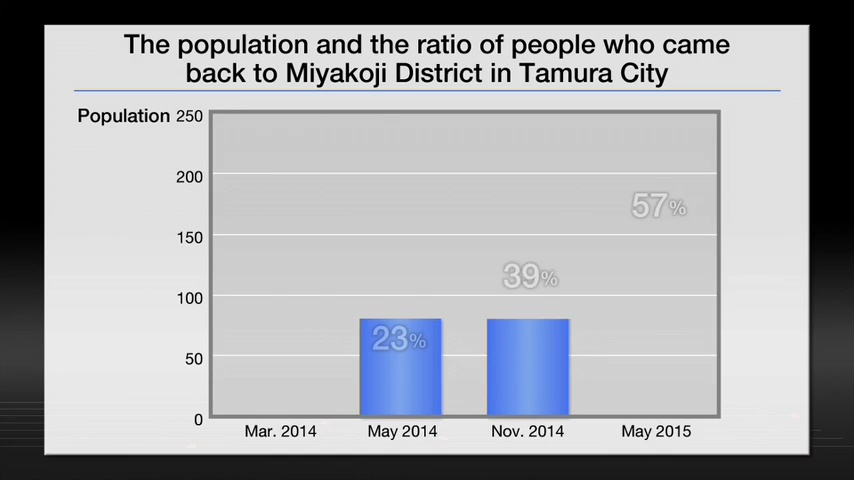 The population and the ratio of people who came
back to Miyakoji District in Tamura City
Population 250
200
57%
150
39%
100
23%
50
0
Mar. 2014 May 2014 Nov. 2014 May 2015